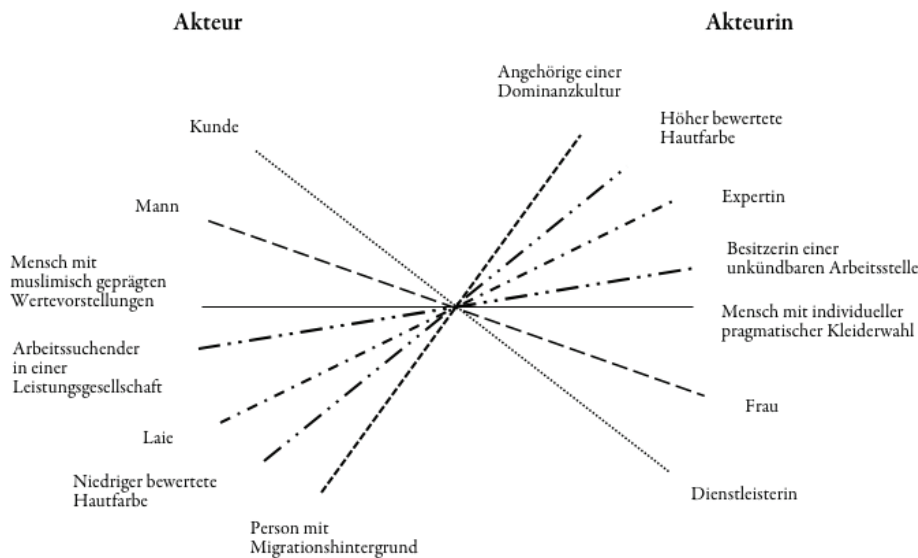 Akteur
Akteurin
Angehörige einer
Dominanzkultur
Höher bewertete
Hautfarbe
Kunde
Expertin
Mann
Besitzerin einer
unkündbaren Arbeitsstelle
Mensch mit
muslimisch geprägten
Wertevorstellungen
Mensch mit individueller
pragmatischer Kleiderwahl
Arbeitssuchender
in einer
Leistungsgesellschaft
Frau
Laie
Niedriger bewertete
Hautfarbe
Dienstleisterin
Person mit
Migrationshintergrund